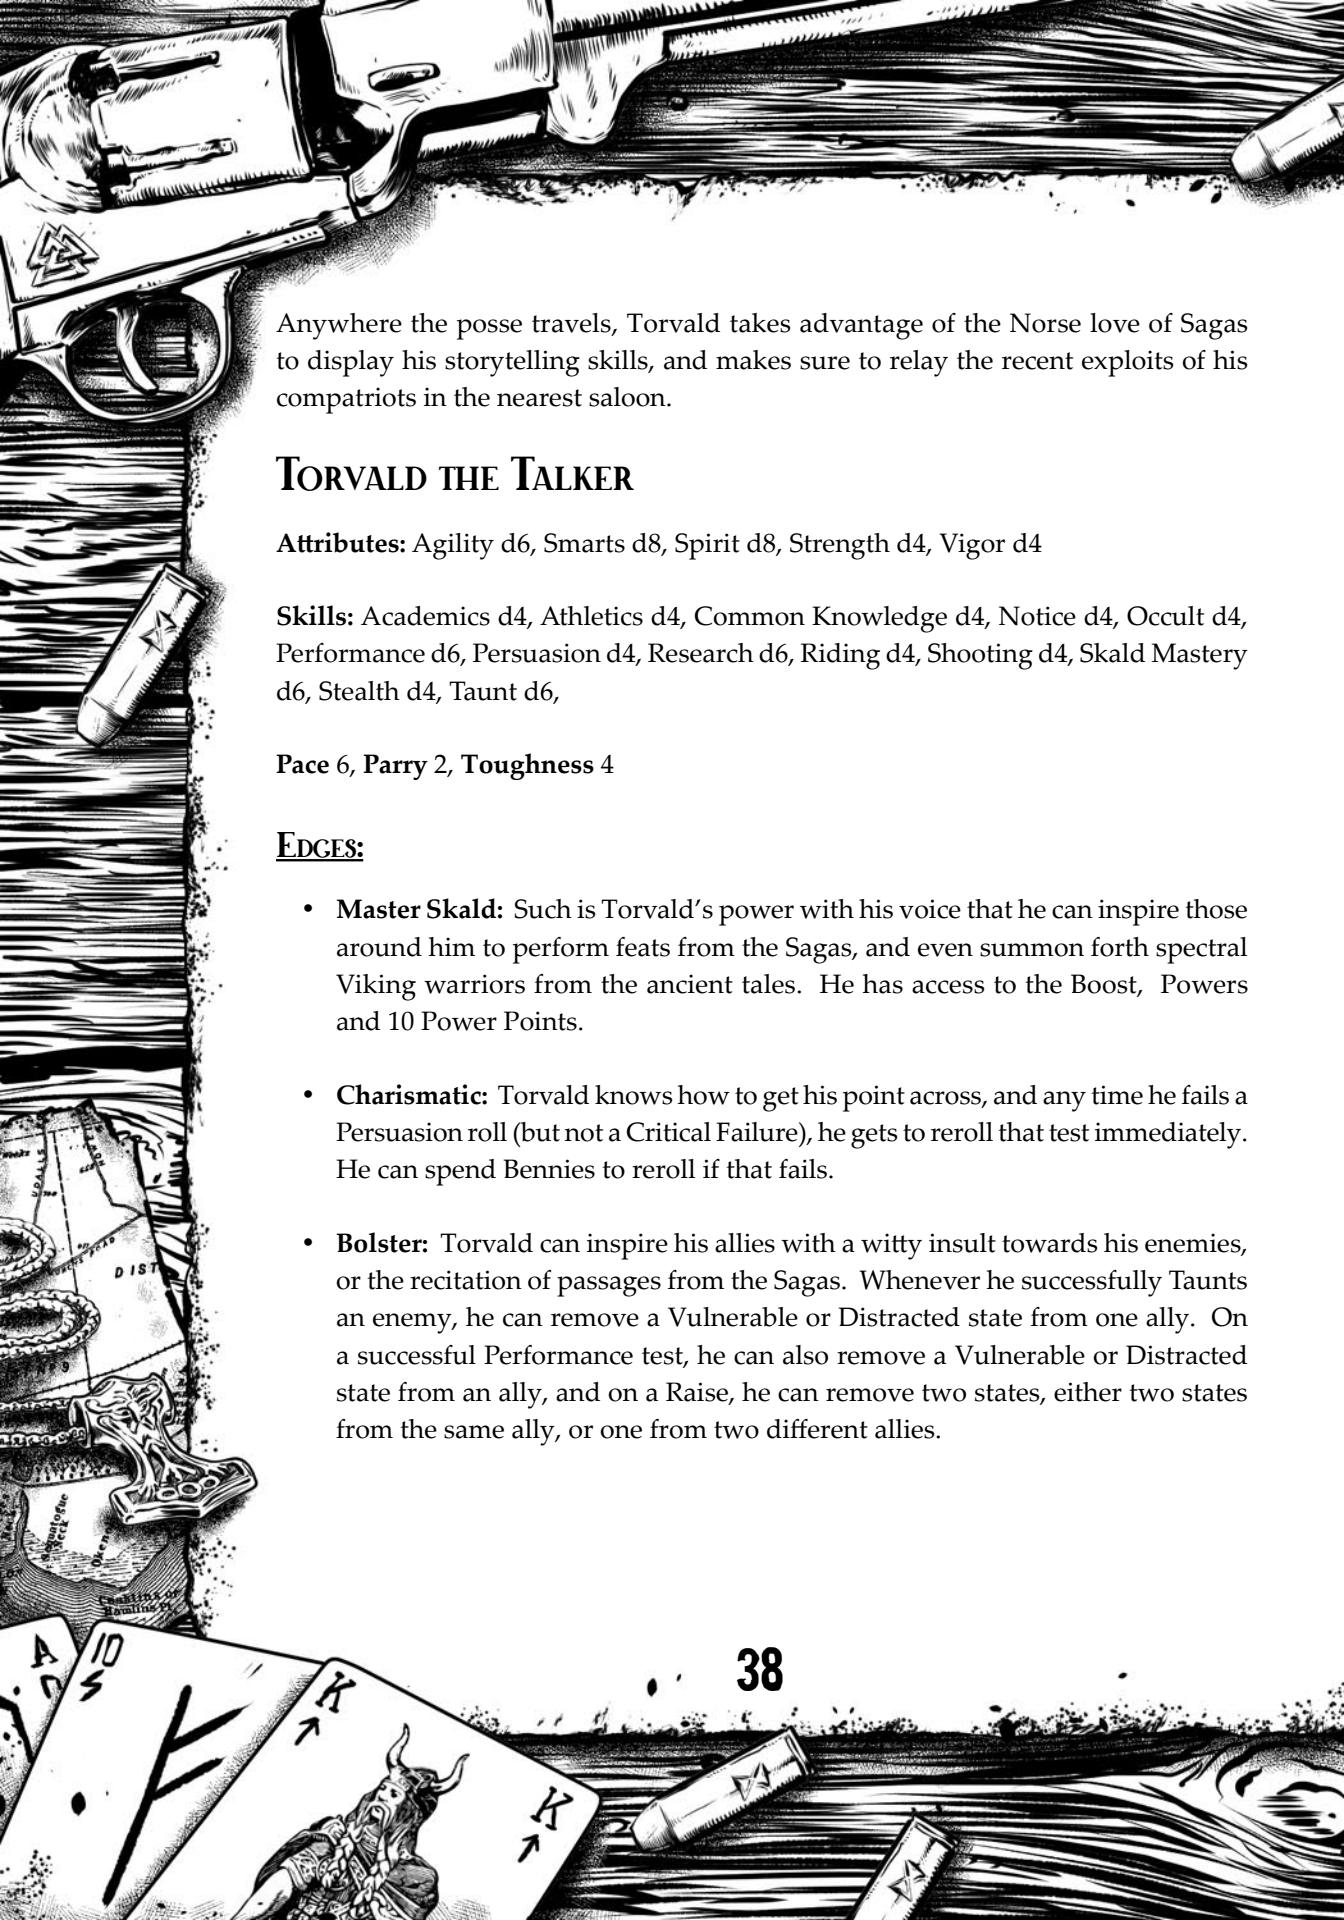 Anywhere the posse travels, Torvald takes advantage of the Norse love of Sagas
to display his storytelling skills, and makes sure to relay the recent exploits of his
compatriots in the nearest saloon.
Torvald the Talker
Attributes: Agility d6, Smarts d8, Spirit d8, Strength d4, Vigor d4
Skills: Academics d4, Athletics d4, Common Knowledge d4, Notice d4, Occult d4,
Performance d6, Persuasion d4, Research d6, Riding d4, Shooting d4, Skald Mastery
d6, Stealth d4, Taunt d6,
Pace 6, Parry 2, Toughness 4
Edges:
• Master Skald: Such is Torvald’s power with his voice that he can inspire those
around him to perform feats from the Sagas, and even summon forth spectral
Viking warriors from the ancient tales. He has access to the Boost, Powers
and 10 Power Points.
• Charismatic: Torvald knows how to get his point across, and any time he fails a
Persuasion roll (but not a Critical Failure), he gets to reroll that test immediately.
He can spend Bennies to reroll if that fails.
• Bolster: Torvald can inspire his allies with a witty insult towards his enemies,
or the recitation of passages from the Sagas. Whenever he successfully Taunts
an enemy, he can remove a Vulnerable or Distracted state from one ally. On
a successful Performance test, he can also remove a Vulnerable or Distracted
state from an ally, and on a Raise, he can remove two states, either two states
from the same ally, or one from two different allies.
UDALLS
ROAD
DIST
Neck
Hamlins Pt
A
10
K
K
38